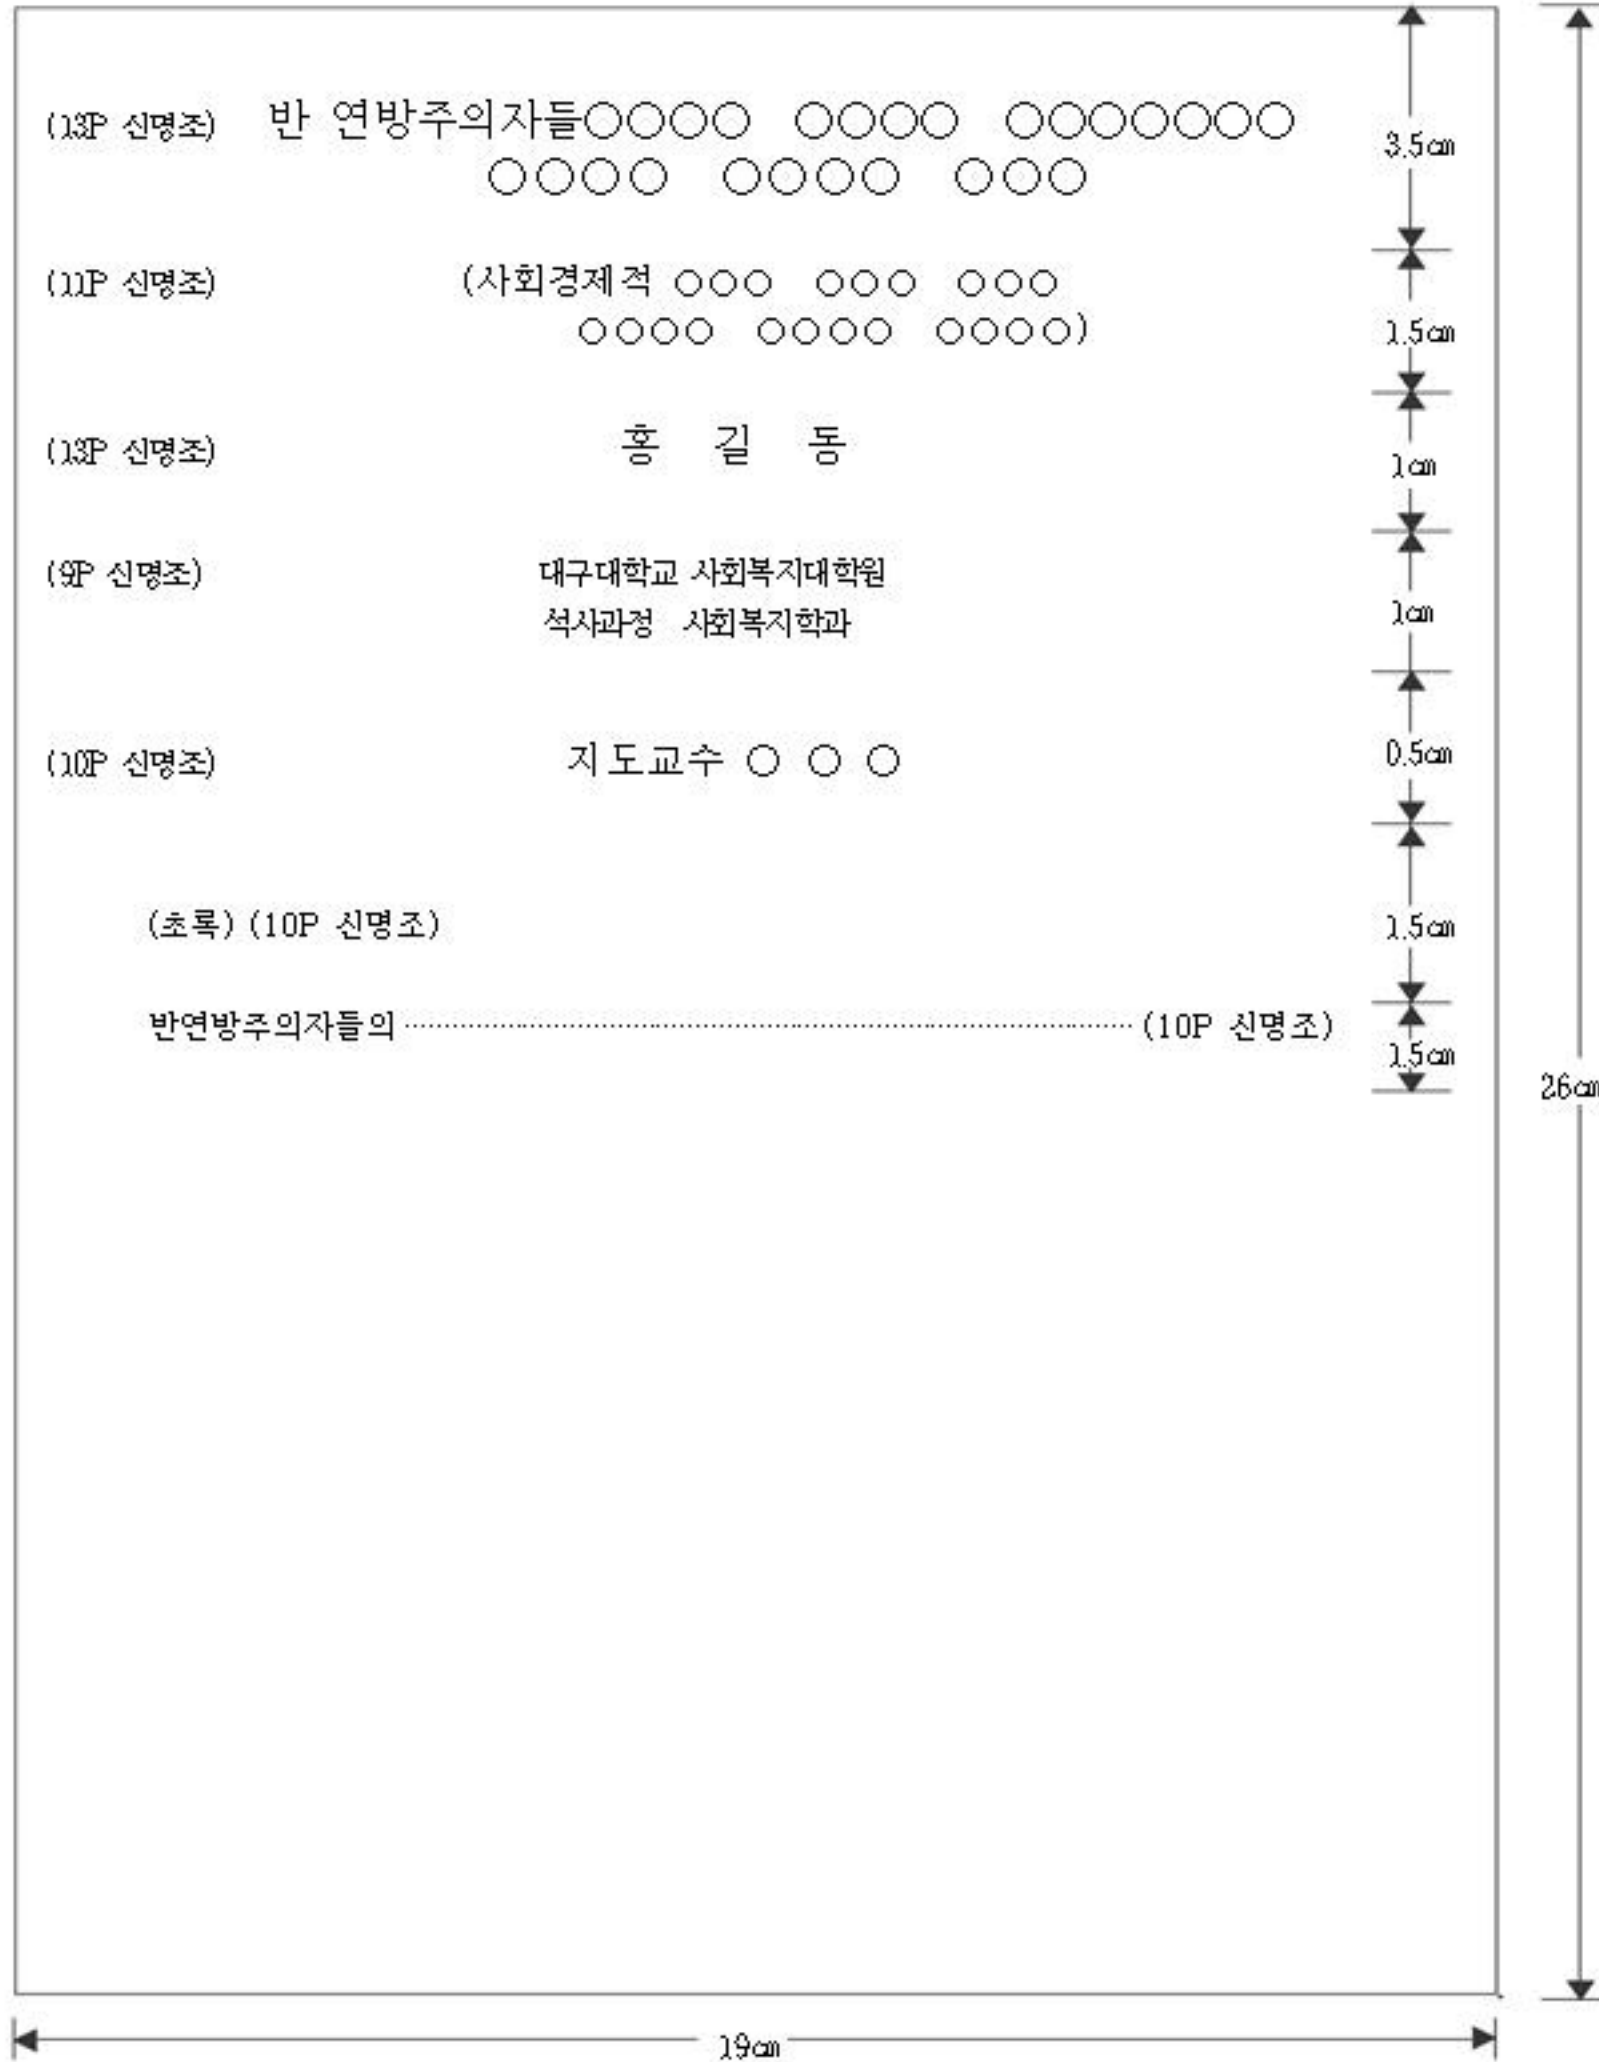 (13P 신명조) 반 연방주의자들○○○○ ○○○○ ○○○○○○○
○○○○ ○○○○ ○○○
3.5㎝
(11P 신명조) (사회경제적 ○○○ ○○○ ○○○
○○○○ ○○○○ ○○○○)
1.5㎝
(13P 신명조) 홍 길 동
1㎝
(9P 신명조) 대구대학교 사회복지대학원
석사과정 사회복지학과
1㎝
(10P 신명조) 지도교수 ○ ○ ○
0.5㎝
(초록) (10P 신명조)
1.5㎝
반연방주의자들의 ························································ (10P 신명조)
1.5㎝
26㎝
19㎝